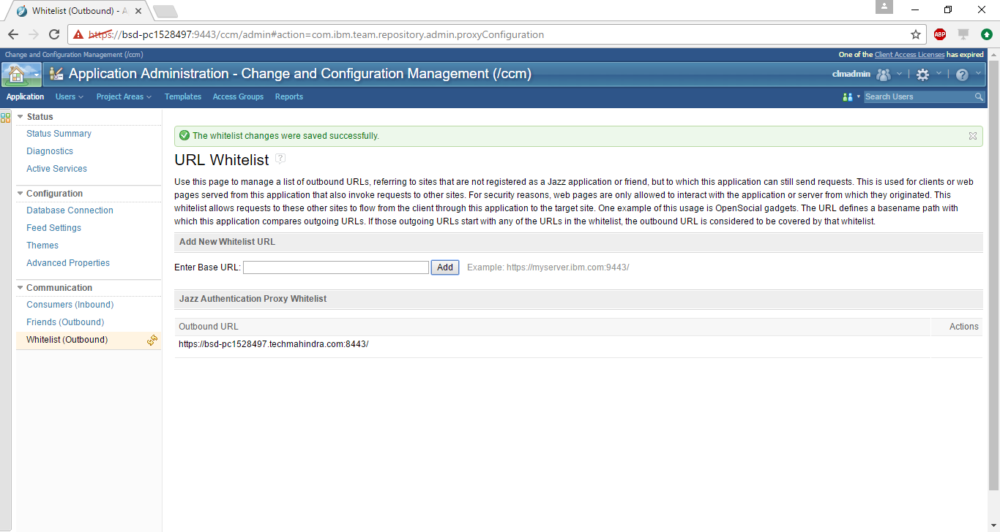 Whitelist (Outbound) - A
https://bsd-pc1528497:9443/ccm/admin#action=com.ibm.team.repository.admin.proxyConfiguration
ABP
Change and Configuration Management (/ccm)
One of the Client Access Licenses has expired
Application Administration - Change and Configuration Management (/ccm)
clmadmin
Application Users Project Areas Templates Access Groups Reports
Search Users
Status
Status Summary
Diagnostics
Active Services
Configuration
Database Connection
Feed Settings
Themes
Advanced Properties
Communication
Consumers (Inbound)
Friends (Outbound)
Whitelist (Outbound)
The whitelist changes were saved successfully.
URL Whitelist ?
Use this page to manage a list of outbound URLs, referring to sites that are not registered as a Jazz application or friend, but to which this application can still send requests. This is used for clients or web
pages served from this application that also invoke requests to other sites. For security reasons, web pages are only allowed to interact with the application or server from which they originated. This
whitelist allows requests to these other sites to flow from the client through this application to the target site. One example of this usage is OpenSocial gadgets. The URL defines a basename path with
which this application compares outgoing URLs. If those outgoing URLs start with any of the URLs in the whitelist, the outbound URL is considered to be covered by that whitelist.
Add New Whitelist URL
Enter Base URL: Add Example: https://myserver.ibm.com:9443/
Jazz Authentication Proxy Whitelist
Outbound URL Actions
https://bsd-pc1528497.techmahindra.com:8443/